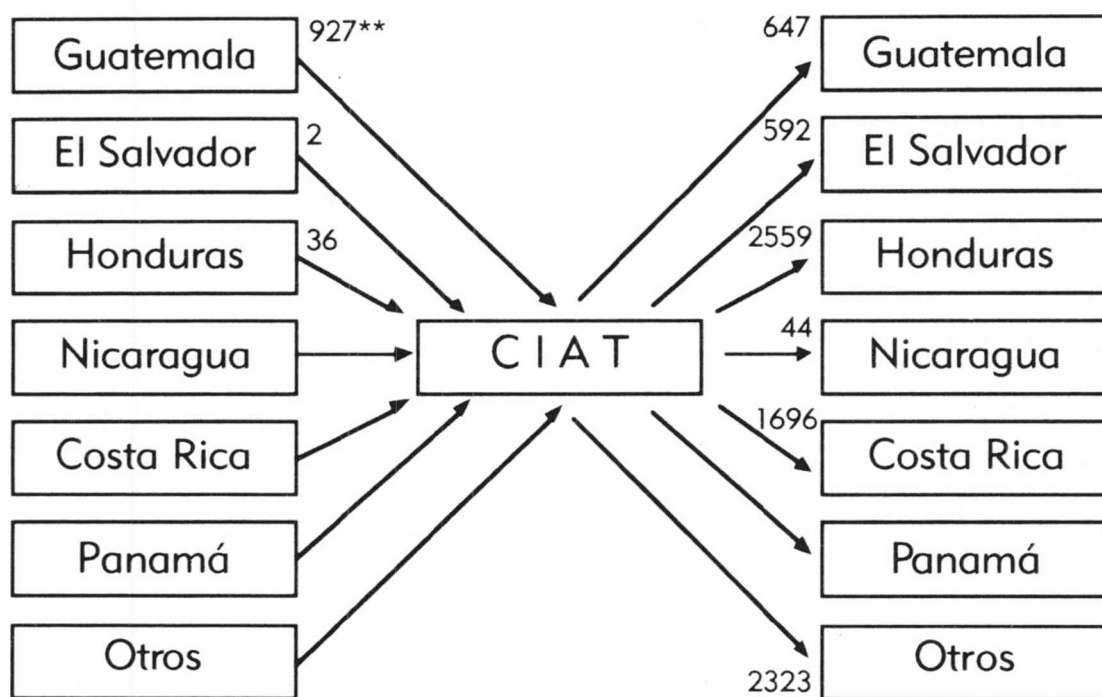 927**
647
Guatemala
Guatemala
2
592
El Salvador
El Salvador
36
2559
Honduras
Honduras
44
Nicaragua
CIAT
Nicaragua
1696
Costa Rica
Costa Rica
Panamá
Panamá
Otros
Otros
2323